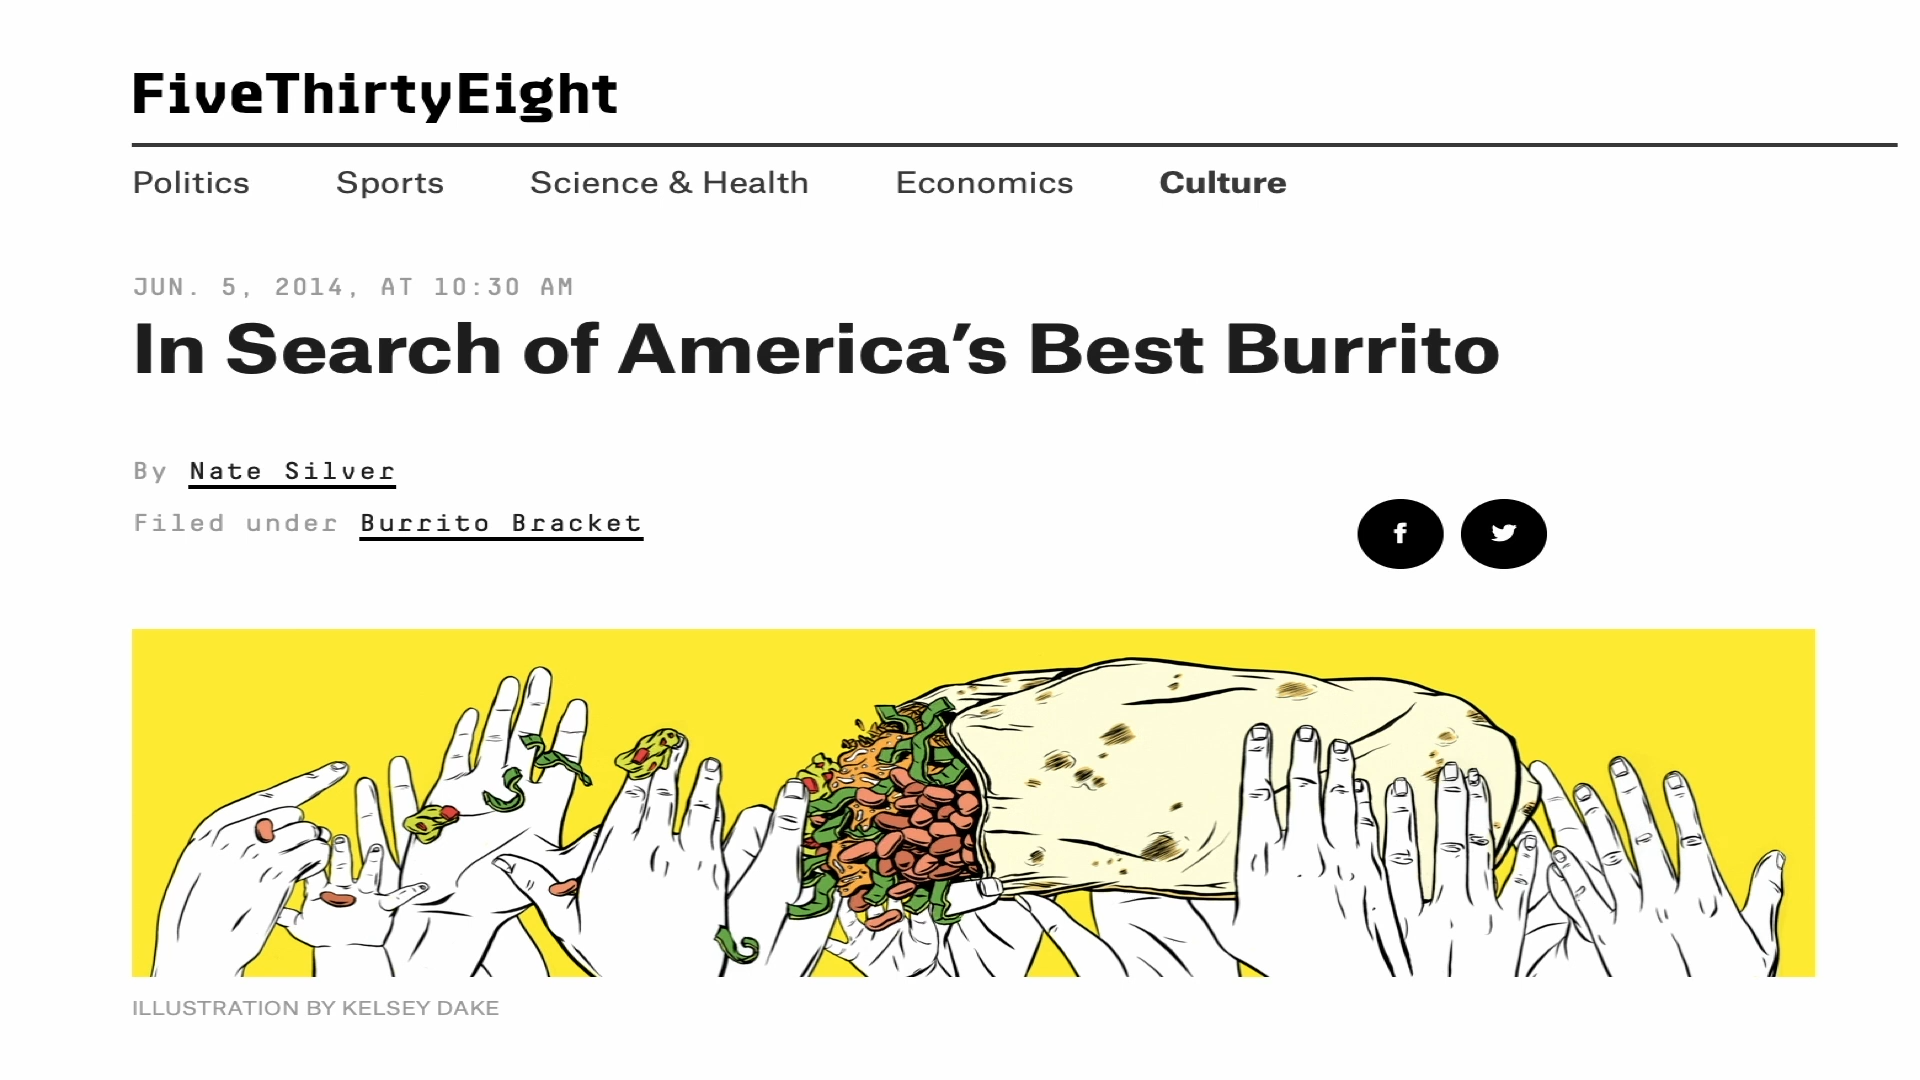 FiveThirtyEight
Politics Sports Science & Health Economics Culture
JUN. 5, 2014, AT 10:30 AM
In Search of America’s Best Burrito
By Nate Silver
Filed under Burrito Bracket
ILLUSTRATION BY KELSEY DAKE